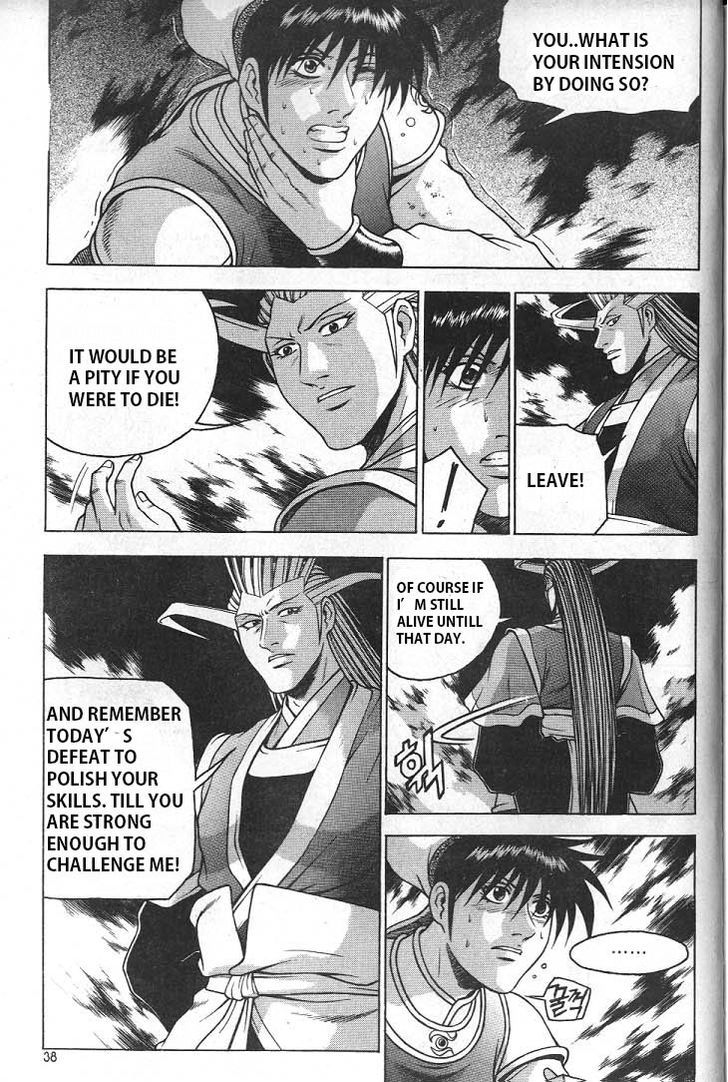 YOU..WHAT IS
YOUR INTENSION
BY DOING SO?
IT WOULD BE
A PITY IF YOU
WERE TO DIE!
!
LEAVE!
AND REMEMBER
TODAY’S
DEFEAT TO
POLISH YOUR
SKILLS. TILL YOU
ARE STRONG
ENOUGH TO
CHALLENGE ME!
OF COURSE IF
I’M STILL
ALIVE UNTILL
THAT DAY.
획
......
꿀꺽
38